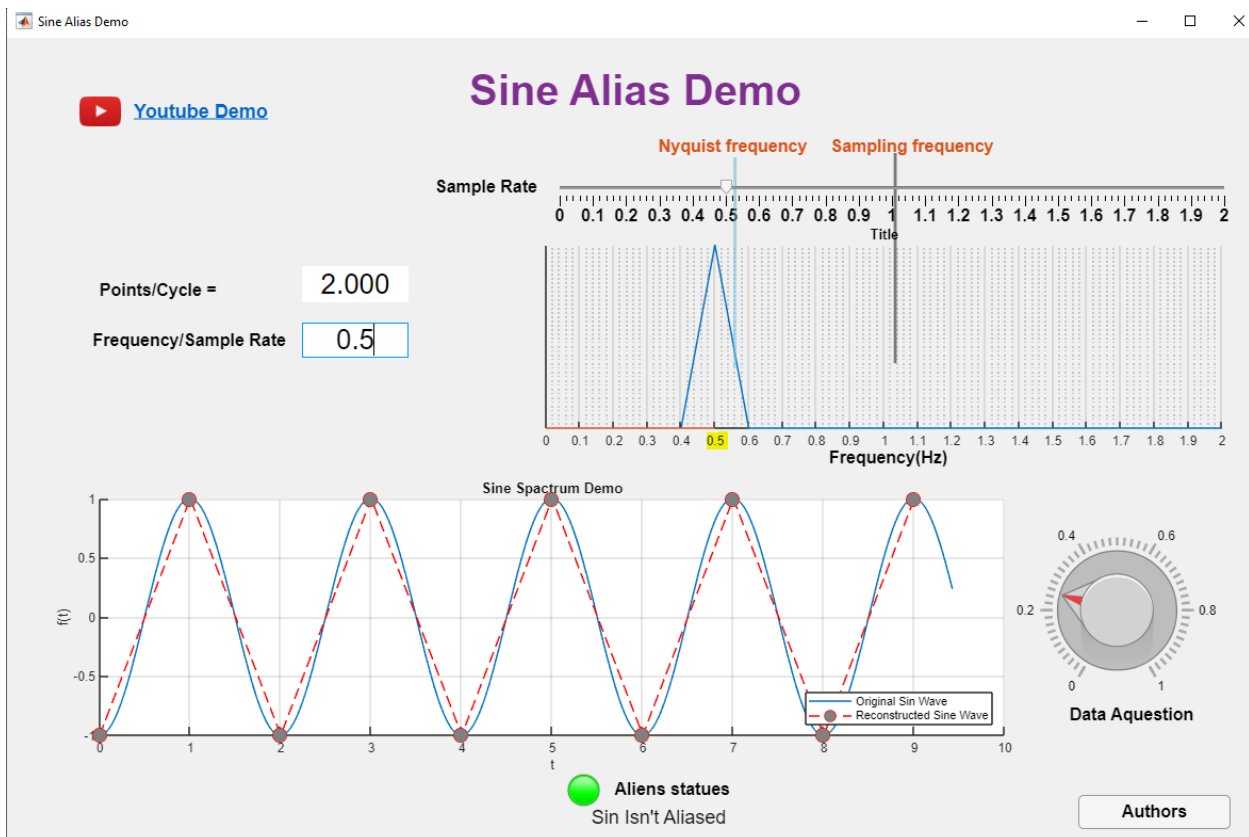 Sine Alias Demo
Sine Alias Demo
Youtube Demo
Nyquist frequency Sampling frequency
Sample Rate
0 0.1 0.2 0.3 0.4 0.5 0.6 0.7 0.8 0.9 1 1.1 1.2 1.3 1.4 1.5 1.6 1.7 1.8 1.9 2
Title
Points/Cycle = 2.000
Frequency/Sample Rate 0.5
0 0.1 0.2 0.3 0.4 0.5 0.6 0.7 0.8 0.9 1 1.1 1.2 1.3 1.4 1.5 1.6 1.7 1.8 1.9 2
Frequency(Hz)
Sine Spactrum Demo
1
0.5
0
-0.5
-1
f(t)
0 1 2 3 4 5 6 7 8 9 10
t
Original Sin Wave
Reconstructed Sine Wave
0.4 0.6
0.2 0.8
0 1
Data Aquestion
Aliens statues
Sin Isn't Aliased
Authors